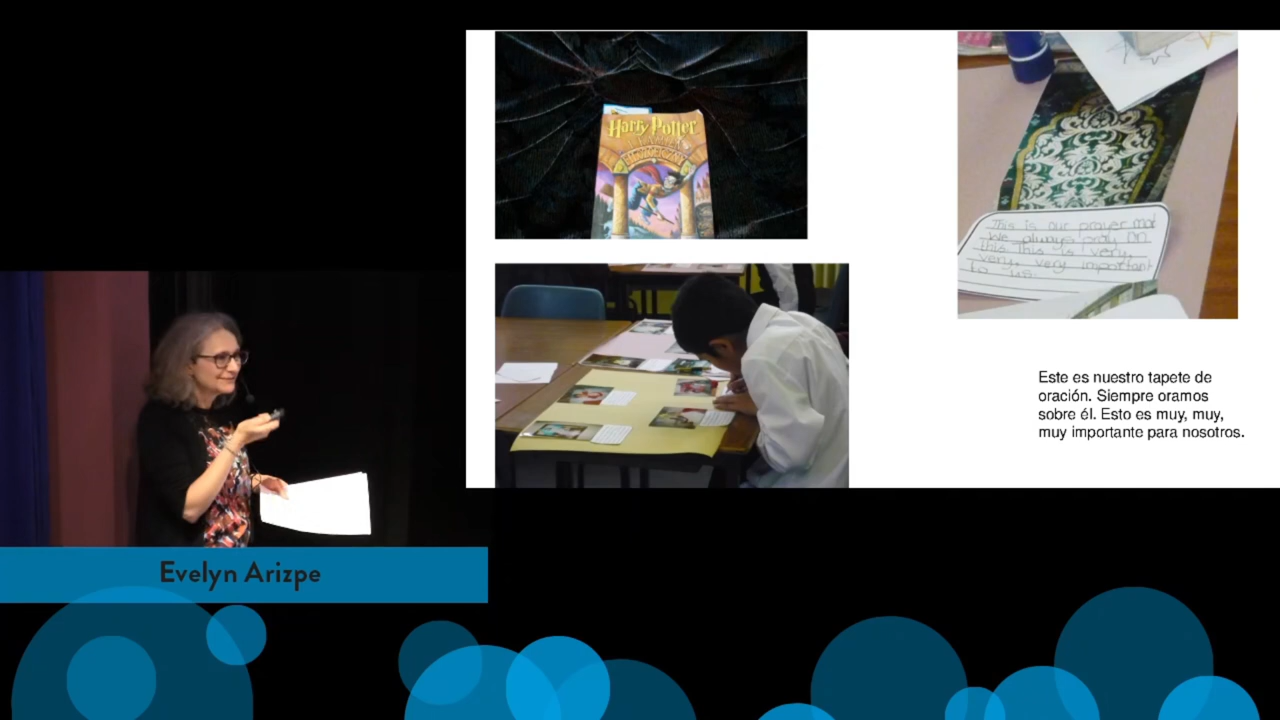 Harry Potter
KAMIEŃ
FILOZOFICZNY
This is our prayer mat
We always pray on
this This is very,
very, very important
to us.
Este es nuestro tapete de
oración. Siempre oramos
sobre él. Esto es muy, muy,
muy importante para nosotros.
Evelyn Arizpe